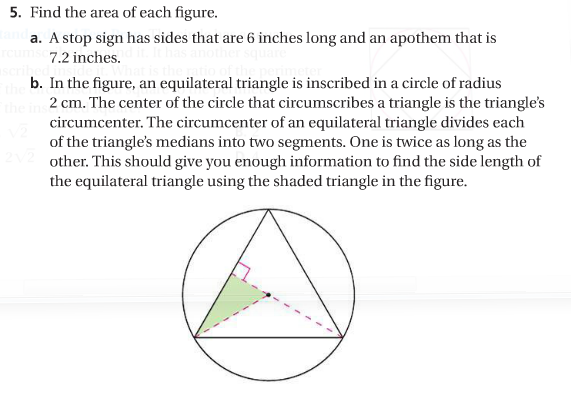 5. Find the area of each figure.
a. A stop sign has sides that are 6 inches long and an apothem that is
7.2 inches.
b. In the figure, an equilateral triangle is inscribed in a circle of radius
2 cm. The center of the circle that circumscribes a triangle is the triangle's
circumcenter. The circumcenter of an equilateral triangle divides each
of the triangle's medians into two segments. One is twice as long as the
other. This should give you enough information to find the side length of
the equilateral triangle using the shaded triangle in the figure.